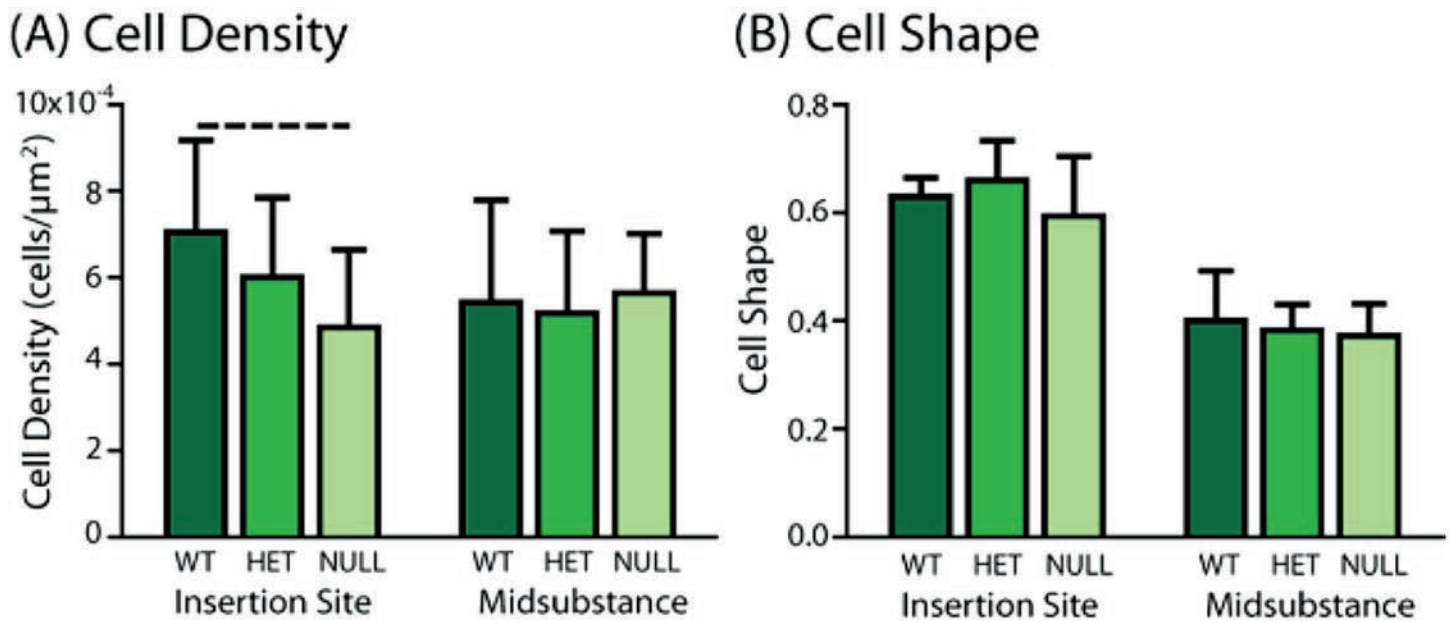 (A) Cell Density
10x10⁻⁴
8
6
4
2
0
Cell Density (cells/μm²)
WT HET NULL WT HET NULL
Insertion Site Midsubstance
(B) Cell Shape
0.8
0.6
0.4
0.2
0.0
Cell Shape
WT HET NULL WT HET NULL
Insertion Site Midsubstance